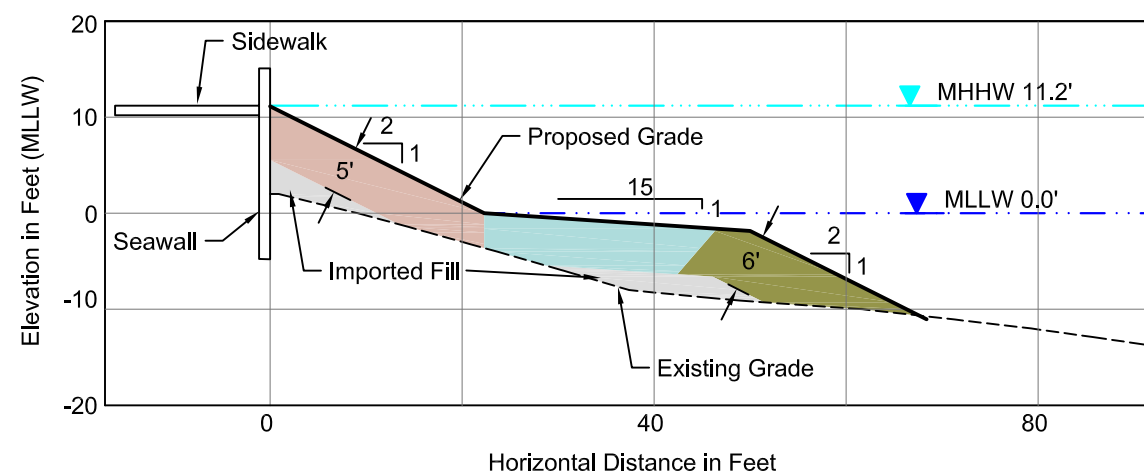 20
Sidewalk
MHHW 11.2'
10
2
1
Proposed Grade
5'
15
MLLW 0.0'
0
1
2
Seawall
6'
1
Imported Fill
-10
Existing Grade
-20
0
40
80
Elevation in Feet (MLLW)
Horizontal Distance in Feet